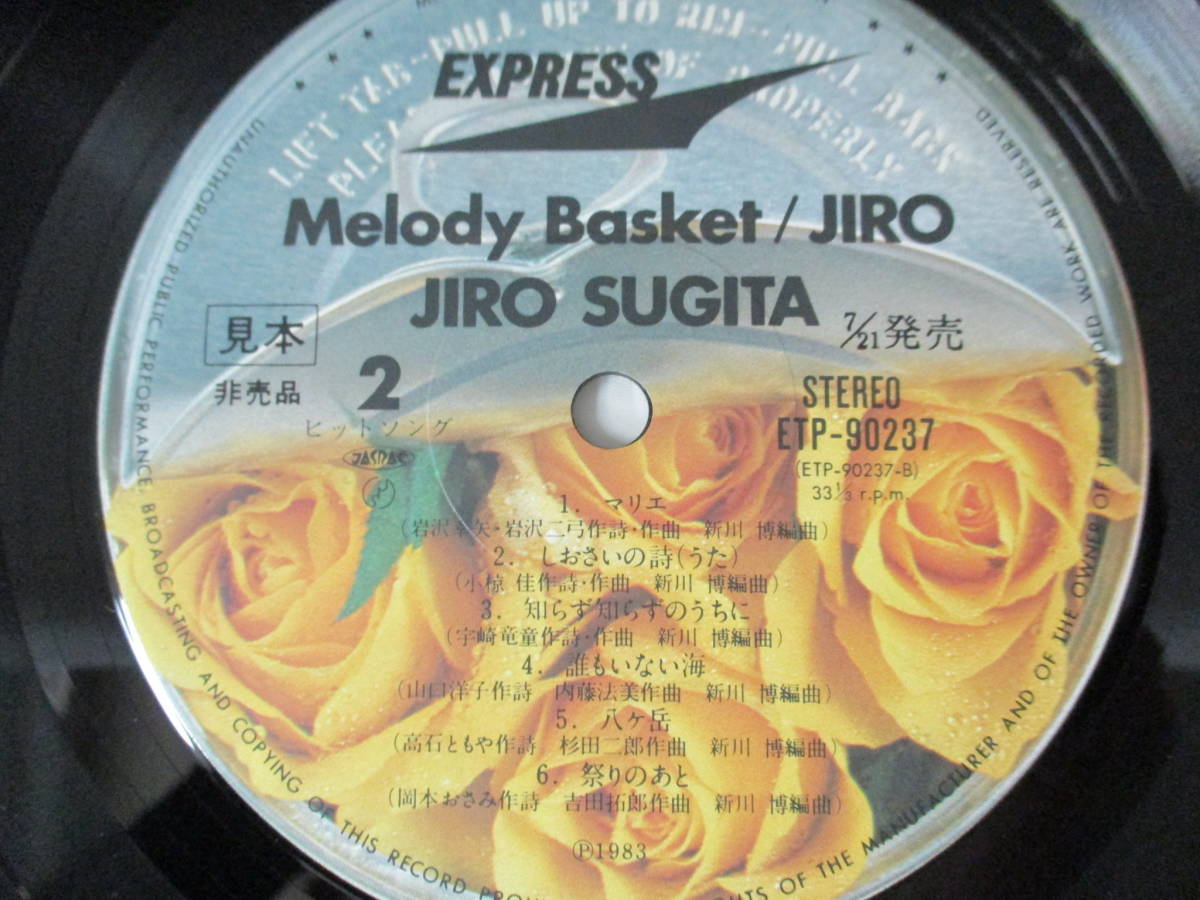 LIFT TAB--PULL UP TO RIM--PULL BACK
EXPRESS
Melody Basket / JIRO
JIRO SUGITA
見本
7/21発売
非売品
2
STEREO
ヒットソング
ETP-90237
JASRAC
(ETP-90237-B)
33⅓ r.p.m.
1. マリエ
(岩沢幸矢・岩沢二弓作詩・作曲 新川 博編曲)
2. しおさいの詩(うた)
(小椋 佳作詩・作曲 新川 博編曲)
3. 知らず知らずのうちに
(宇崎竜童作詩・作曲 新川 博編曲)
4. 誰もいない海
(山口洋子作詩 内藤法美作曲 新川 博編曲)
5. 八ヶ岳
(高石ともや作詩 杉田二郎作曲 新川 博編曲)
6. 祭りのあと
(岡本おさみ作詩 吉田拓郎作曲 新川 博編曲)
Ⓟ1983
UNAUTHORIZED PUBLIC PERFORMANCE, BROADCASTING AND COPYING OF THIS RECORD
OF THE MANUFACTURER AND OF THE OWNER OF THE RECORDED WORK ARE RESERVED